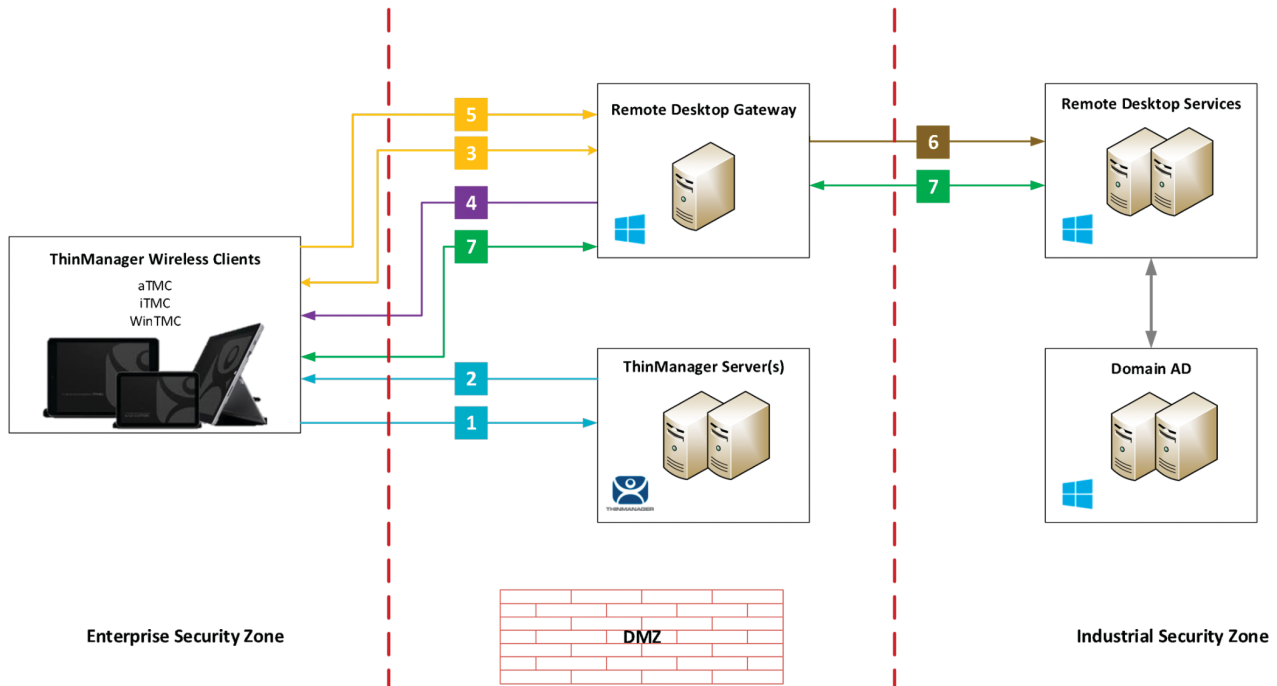 5
Remote Desktop Gateway
Remote Desktop Services
3
6
4
7
7
ThinManager Wireless Clients
aTMC
iTMC
WinTMC
2
ThinManager Server(s)
Domain AD
1
THINMANAGER
Enterprise Security Zone
DMZ
Industrial Security Zone